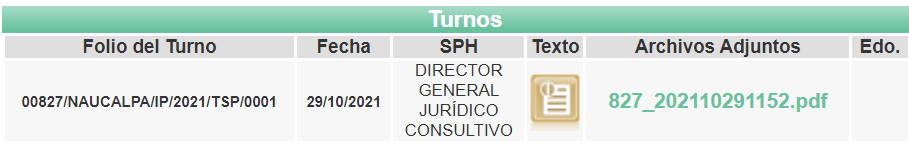 Turnos
Folio del Turno Fecha SPH Texto Archivos Adjuntos Edo.
00827/NAUCALPA/IP/2021/TSP/0001 29/10/2021 DIRECTOR
GENERAL
JURÍDICO
CONSULTIVO
827_202110291152.pdf